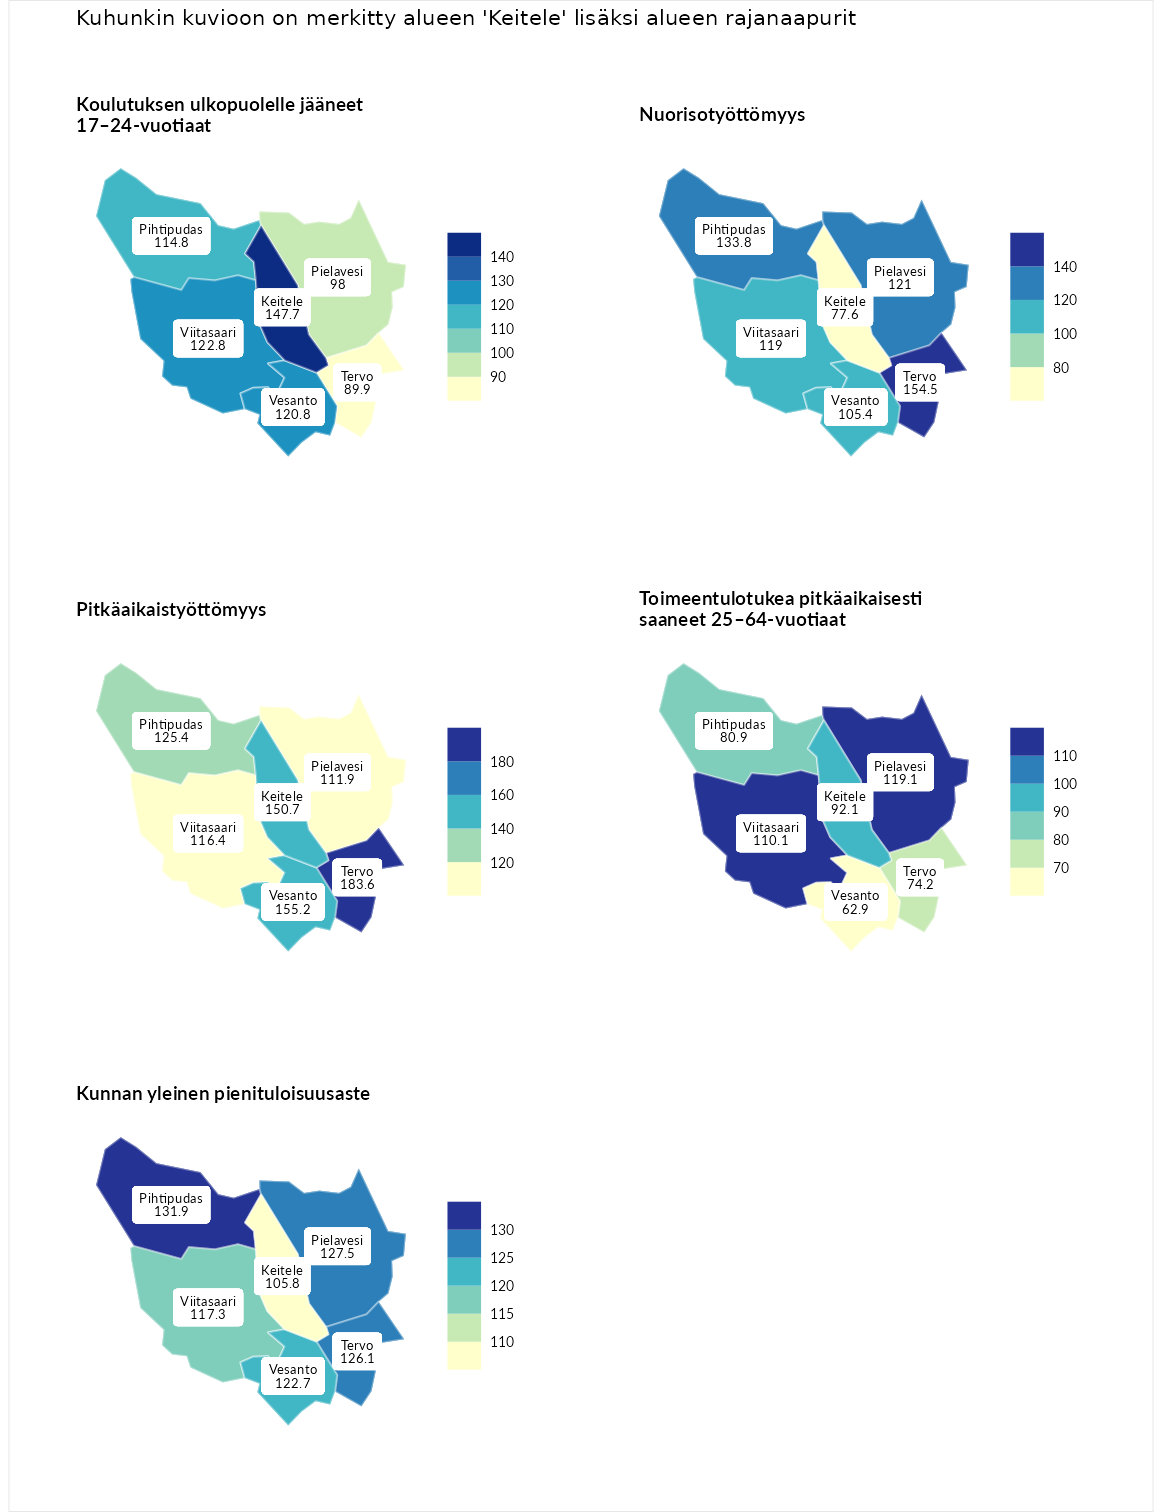 Kuhunkin kuvioon on merkitty alueen 'Keitele' lisäksi alueen rajanaapurit
Koulutuksen ulkopuolelle jääneet
17–24-vuotiaat
Pihtipudas
114.8
Pielavesi
98
Keitele
147.7
Viitasaari
122.8
Tervo
89.9
Vesanto
120.8
140
130
120
110
100
90
Nuorisotyöttömyys
Pihtipudas
133.8
Pielavesi
121
Keitele
77.6
Viitasaari
119
Tervo
154.5
Vesanto
105.4
140
120
100
80
Pitkäaikaistyöttömyys
Pihtipudas
125.4
Pielavesi
111.9
Keitele
150.7
Viitasaari
116.4
Tervo
183.6
Vesanto
155.2
180
160
140
120
Toimeentulotukea pitkäaikaisesti
saaneet 25–64-vuotiaat
Pihtipudas
80.9
Pielavesi
119.1
Keitele
92.1
Viitasaari
110.1
Tervo
74.2
Vesanto
62.9
110
100
90
80
70
Kunnan yleinen pienituloisuusaste
Pihtipudas
131.9
Pielavesi
127.5
Keitele
105.8
Viitasaari
117.3
Tervo
126.1
Vesanto
122.7
130
125
120
115
110